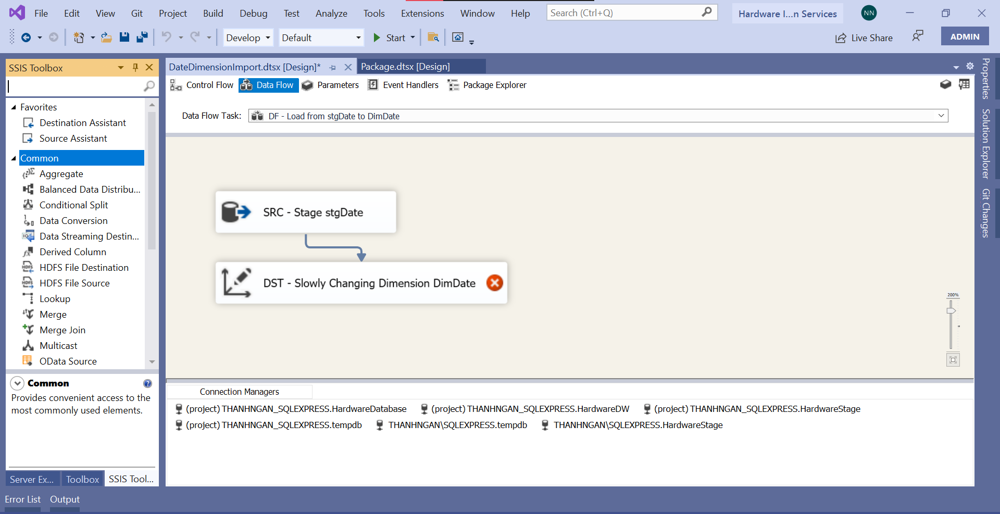 File Edit View Git Project Build Debug Test Analyze Tools Extensions Window Help Search (Ctrl+Q) Hardware I...n Services NN
Develop Default Start Live Share ADMIN
SSIS Toolbox
Favorites
Destination Assistant
Source Assistant
Common
Aggregate
Balanced Data Distribu...
Conditional Split
Data Conversion
Data Streaming Destin...
Derived Column
HDFS File Destination
HDFS File Source
Lookup
Merge
Merge Join
Multicast
OData Source
Common
Provides convenient access to the
most commonly used elements.
Server Ex... Toolbox SSIS Tool...
DateDimensionImport.dtsx [Design]* Package.dtsx [Design]
Control Flow Data Flow Parameters Event Handlers Package Explorer
Data Flow Task: DF - Load from stgDate to DimDate
SRC - Stage stgDate
DST - Slowly Changing Dimension DimDate
200%
Connection Managers
(project) THANHNGAN_SQLEXPRESS.HardwareDatabase (project) THANHNGAN_SQLEXPRESS.HardwareDW (project) THANHNGAN_SQLEXPRESS.HardwareStage
(project) THANHNGAN_SQLEXPRESS.tempdb THANHNGAN\SQLEXPRESS.tempdb THANHNGAN\SQLEXPRESS.HardwareStage
Properties
Solution Explorer
Git Changes
Error List Output